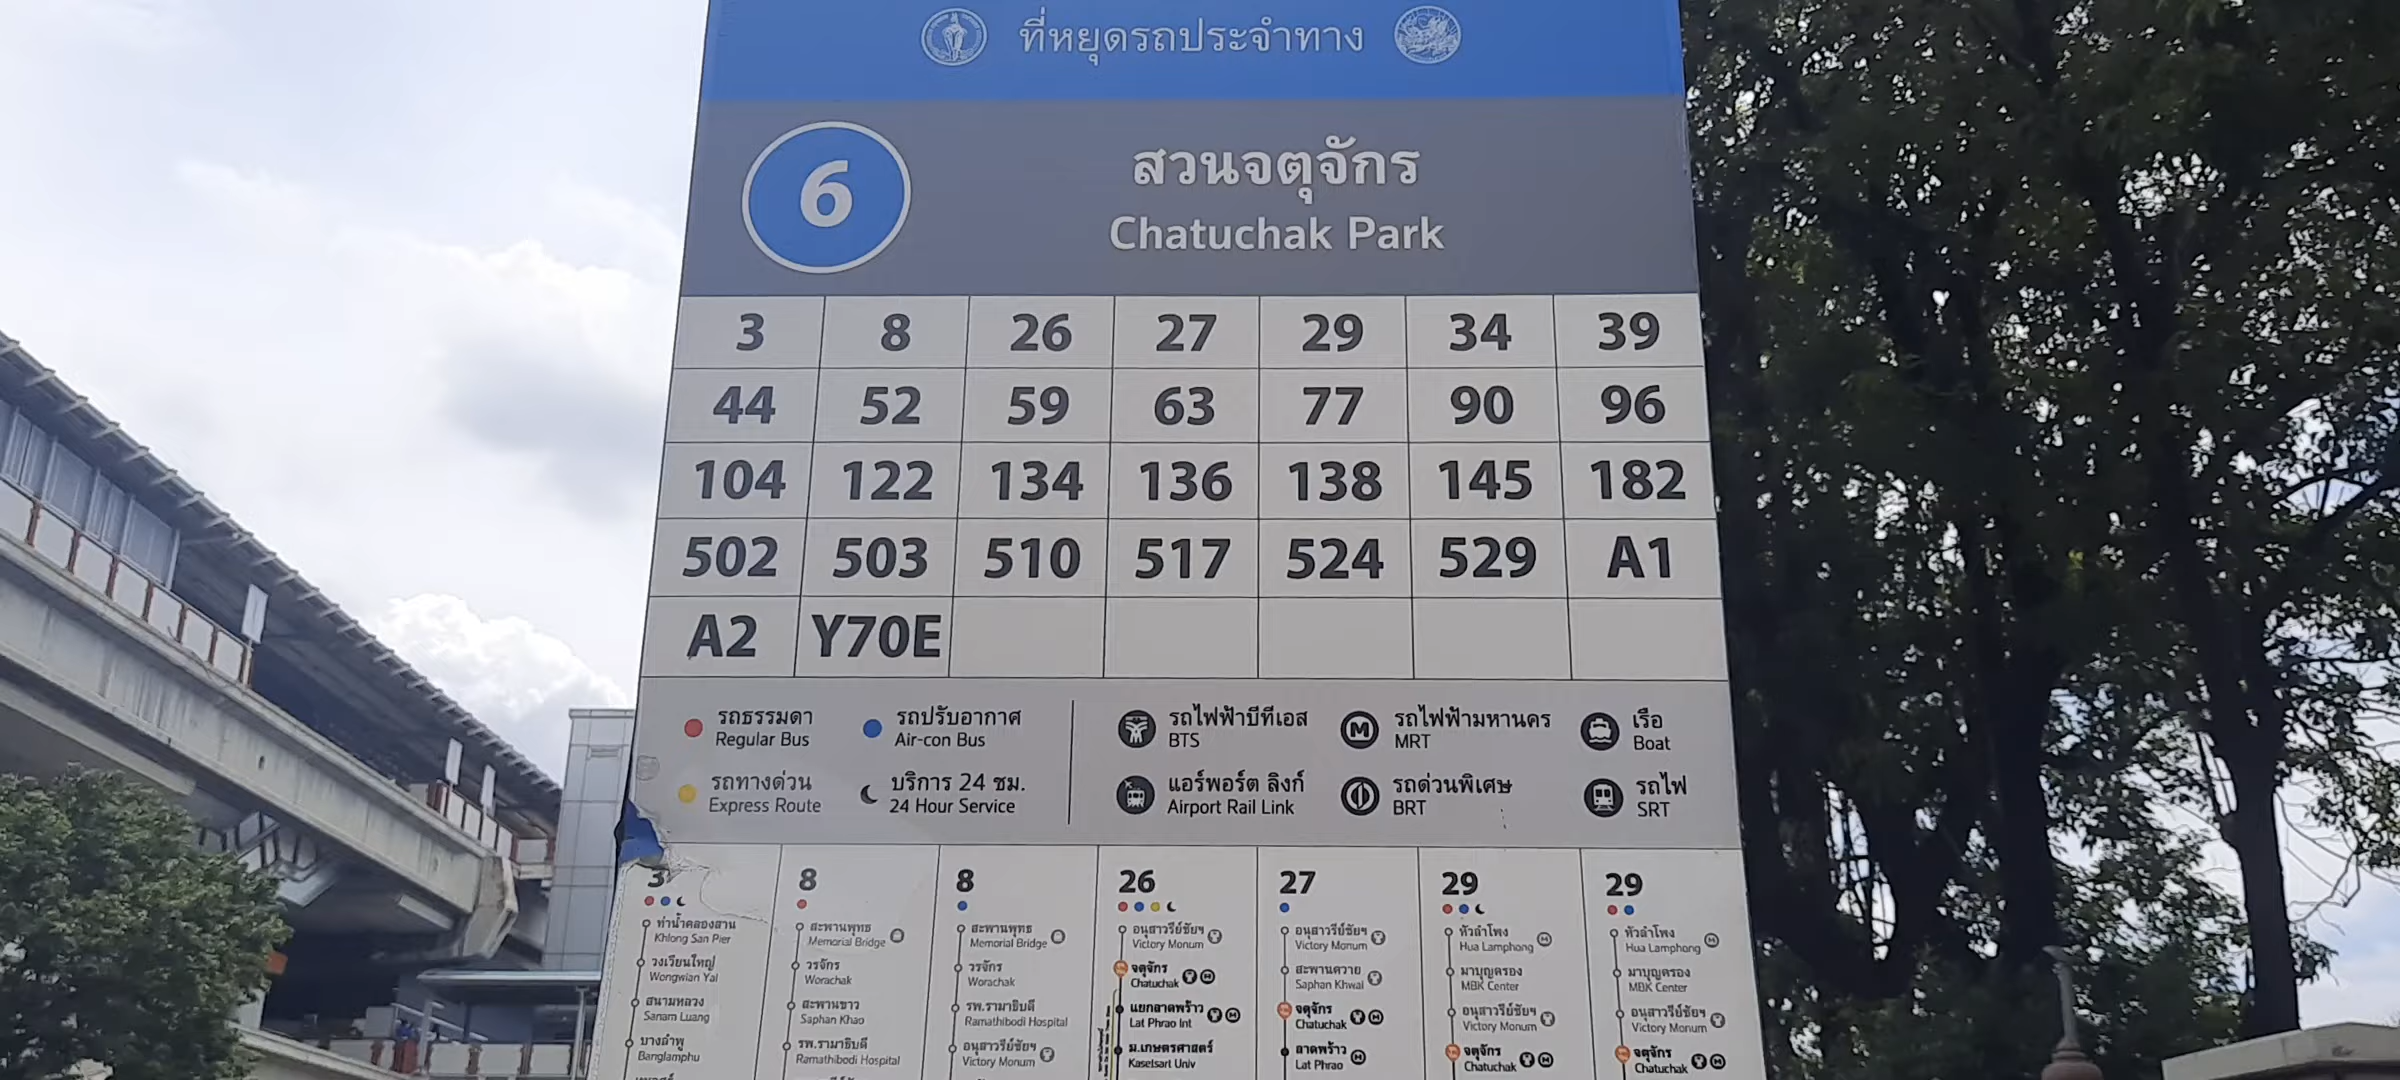 ที่หยุดรถประจำทาง
6
สวนจตุจักร
Chatuchak Park
3 8 26 27 29 34 39
44 52 59 63 77 90 96
104 122 134 136 138 145 182
502 503 510 517 524 529 A1
A2 Y70E
รถธรรมดา
Regular Bus
รถปรับอากาศ
Air-con Bus
รถไฟฟ้าบีทีเอส
BTS
รถไฟฟ้ามหานคร
MRT
เรือ
Boat
รถทางด่วน
Express Route
บริการ 24 ชม.
24 Hour Service
แอร์พอร์ต ลิงก์
Airport Rail Link
รถด่วนพิเศษ
BRT
รถไฟ
SRT
3
ท่าน้ำคลองสาน
Khlong San Pier
วงเวียนใหญ่
Wongwian Yai
สนามหลวง
Sanam Luang
บางลำพู
Banglamphu
8
สะพานพุทธ
Memorial Bridge
วรจักร
Worachak
สะพานขาว
Saphan Khao
รพ.รามาธิบดี
Ramathibodi Hospital
8
สะพานพุทธ
Memorial Bridge
วรจักร
Worachak
รพ.รามาธิบดี
Ramathibodi Hospital
อนุสาวรีย์ชัยฯ
Victory Monum
26
อนุสาวรีย์ชัยฯ
Victory Monum
จตุจักร
Chatuchak
แยกลาดพร้าว
Lat Phrao Int
ม.เกษตรศาสตร์
Kasetsart Univ
27
อนุสาวรีย์ชัยฯ
Victory Monum
สะพานควาย
Saphan Khwai
จตุจักร
Chatuchak
ลาดพร้าว
Lat Phrao
29
หัวลำโพง
Hua Lamphong
มาบุญครอง
MBK Center
อนุสาวรีย์ชัยฯ
Victory Monum
จตุจักร
Chatuchak
29
หัวลำโพง
Hua Lamphong
มาบุญครอง
MBK Center
อนุสาวรีย์ชัยฯ
Victory Monum
จตุจักร
Chatuchak